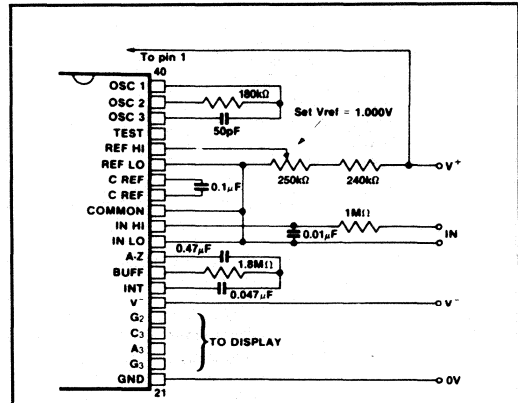 To pin 1
40
OSC 1
180kΩ
OSC 2
Set Vref = 1.000V
OSC 3
50pF
TEST
REF HI
REF LO
V+
250kΩ
240kΩ
C REF
0.1μF
C REF
COMMON
1MΩ
IN HI
0.01μF
IN
IN LO
0.47μF
A-Z
1.8MΩ
BUFF
INT
0.047μF
V-
V-
G2
C3
TO DISPLAY
A3
G3
GND
0V
21